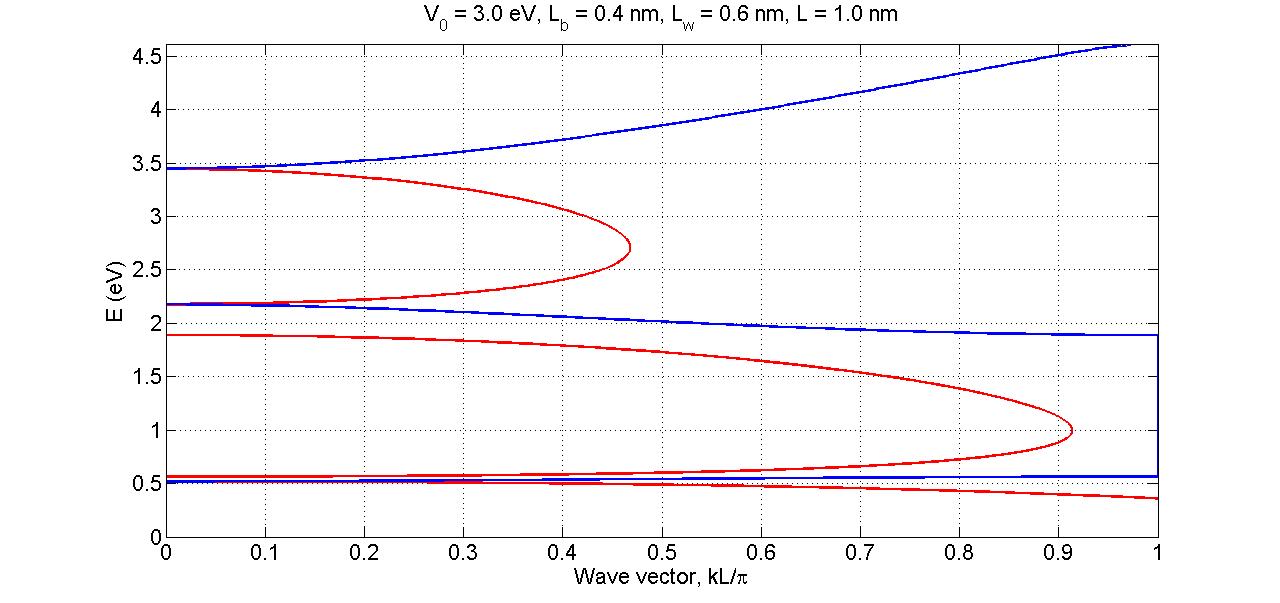 V₀ = 3.0 eV, L_b = 0.4 nm, L_w = 0.6 nm, L = 1.0 nm
4.5
4
3.5
3
2.5
2
1.5
1
0.5
0
E (eV)
0 0.1 0.2 0.3 0.4 0.5 0.6 0.7 0.8 0.9 1
Wave vector, kL/π